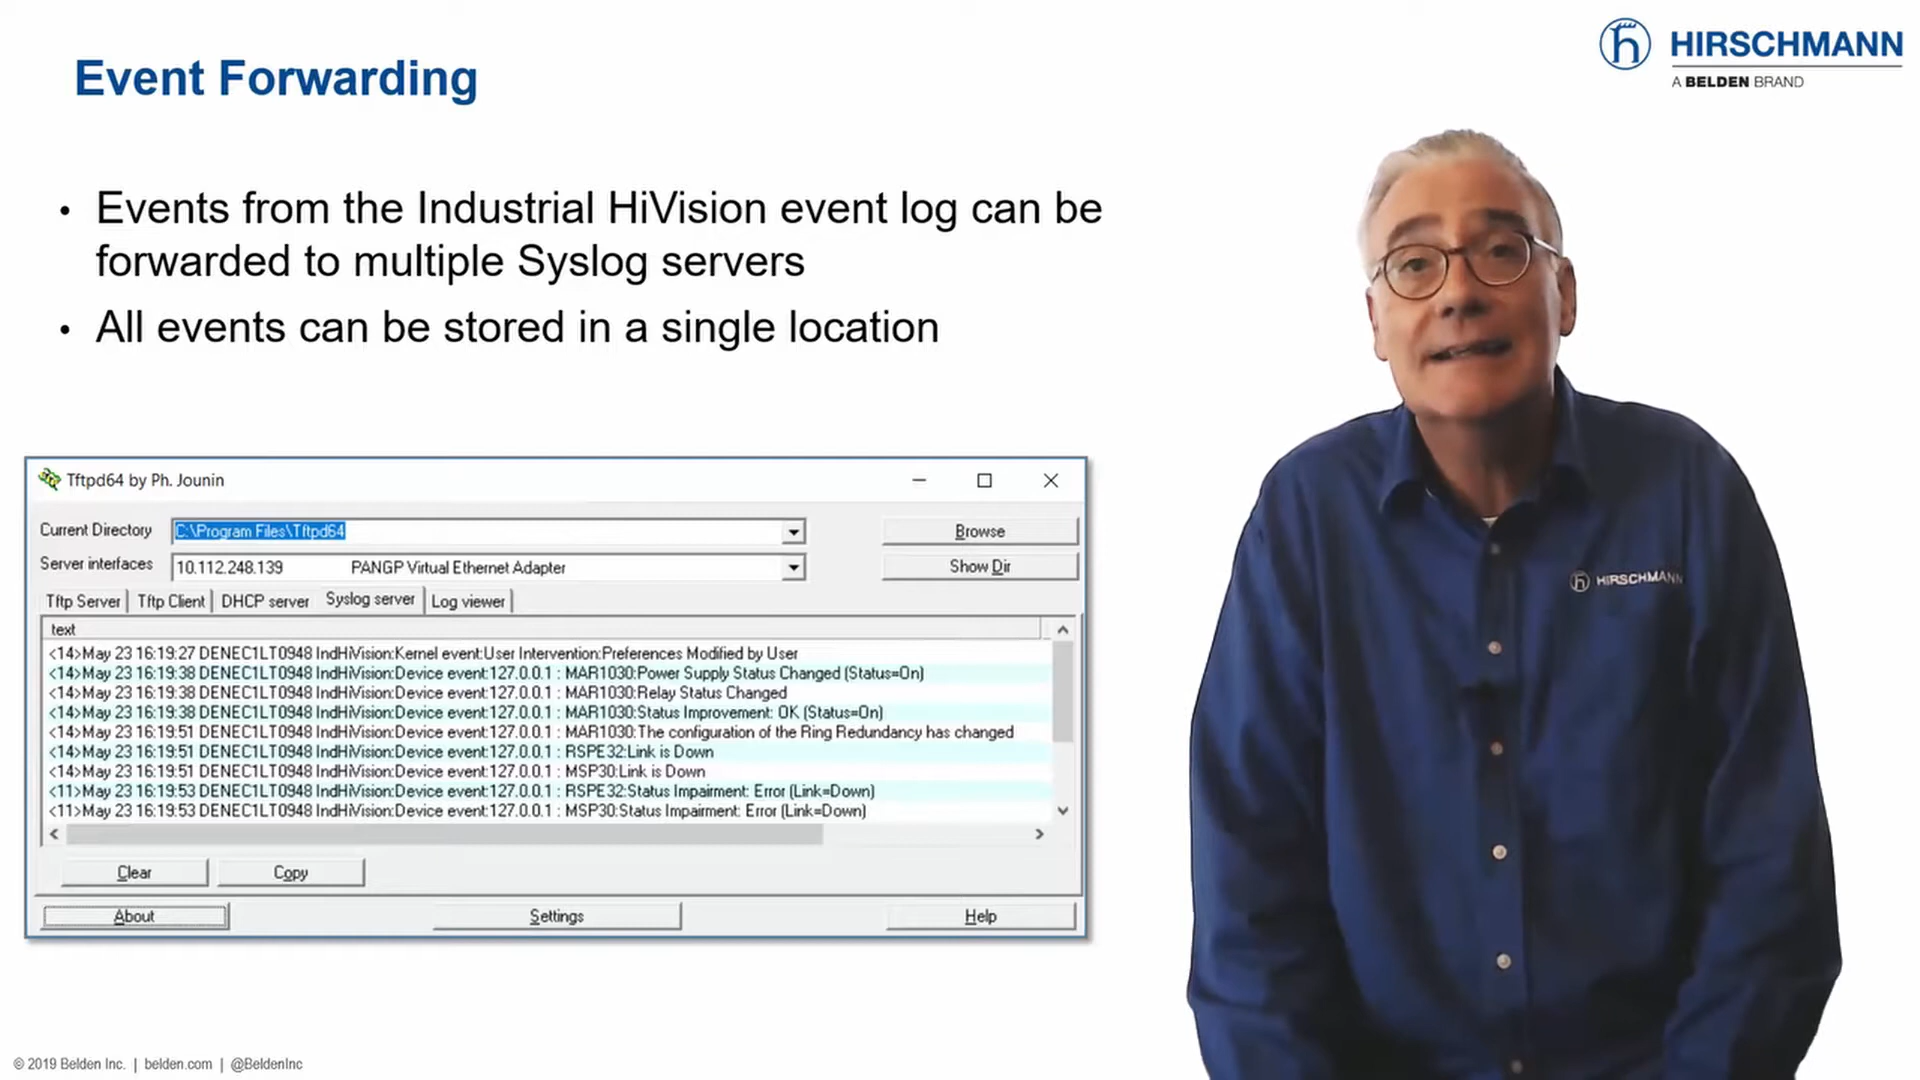 Event Forwarding
HIRSCHMANN
A BELDEN BRAND
• Events from the Industrial HiVision event log can be
forwarded to multiple Syslog servers
• All events can be stored in a single location
Tftpd64 by Ph. Jounin
Current Directory C:\Program Files\Tftpd64 Browse
Server interfaces 10.112.248.139 PANGP Virtual Ethernet Adapter Show Dir
Tftp Server Tftp Client DHCP server Syslog server Log viewer
text
<14>May 23 16:19:27 DENEC1LT0948 IndHiVision:Kernel event:User Intervention:Preferences Modified by User
<14>May 23 16:19:38 DENEC1LT0948 IndHiVision:Device event:127.0.0.1 : MAR1030:Power Supply Status Changed (Status=On)
<14>May 23 16:19:38 DENEC1LT0948 IndHiVision:Device event:127.0.0.1 : MAR1030:Relay Status Changed
<14>May 23 16:19:38 DENEC1LT0948 IndHiVision:Device event:127.0.0.1 : MAR1030:Status Improvement: OK (Status=On)
<14>May 23 16:19:51 DENEC1LT0948 IndHiVision:Device event:127.0.0.1 : MAR1030:The configuration of the Ring Redundancy has changed
<14>May 23 16:19:51 DENEC1LT0948 IndHiVision:Device event:127.0.0.1 : RSPE32:Link is Down
<14>May 23 16:19:51 DENEC1LT0948 IndHiVision:Device event:127.0.0.1 : MSP30:Link is Down
<11>May 23 16:19:53 DENEC1LT0948 IndHiVision:Device event:127.0.0.1 : RSPE32:Status Impairment: Error (Link=Down)
<11>May 23 16:19:53 DENEC1LT0948 IndHiVision:Device event:127.0.0.1 : MSP30:Status Impairment: Error (Link=Down)
Clear Copy
About Settings Help
HIRSCHMANN
© 2019 Belden Inc. | belden.com | @BeldenInc